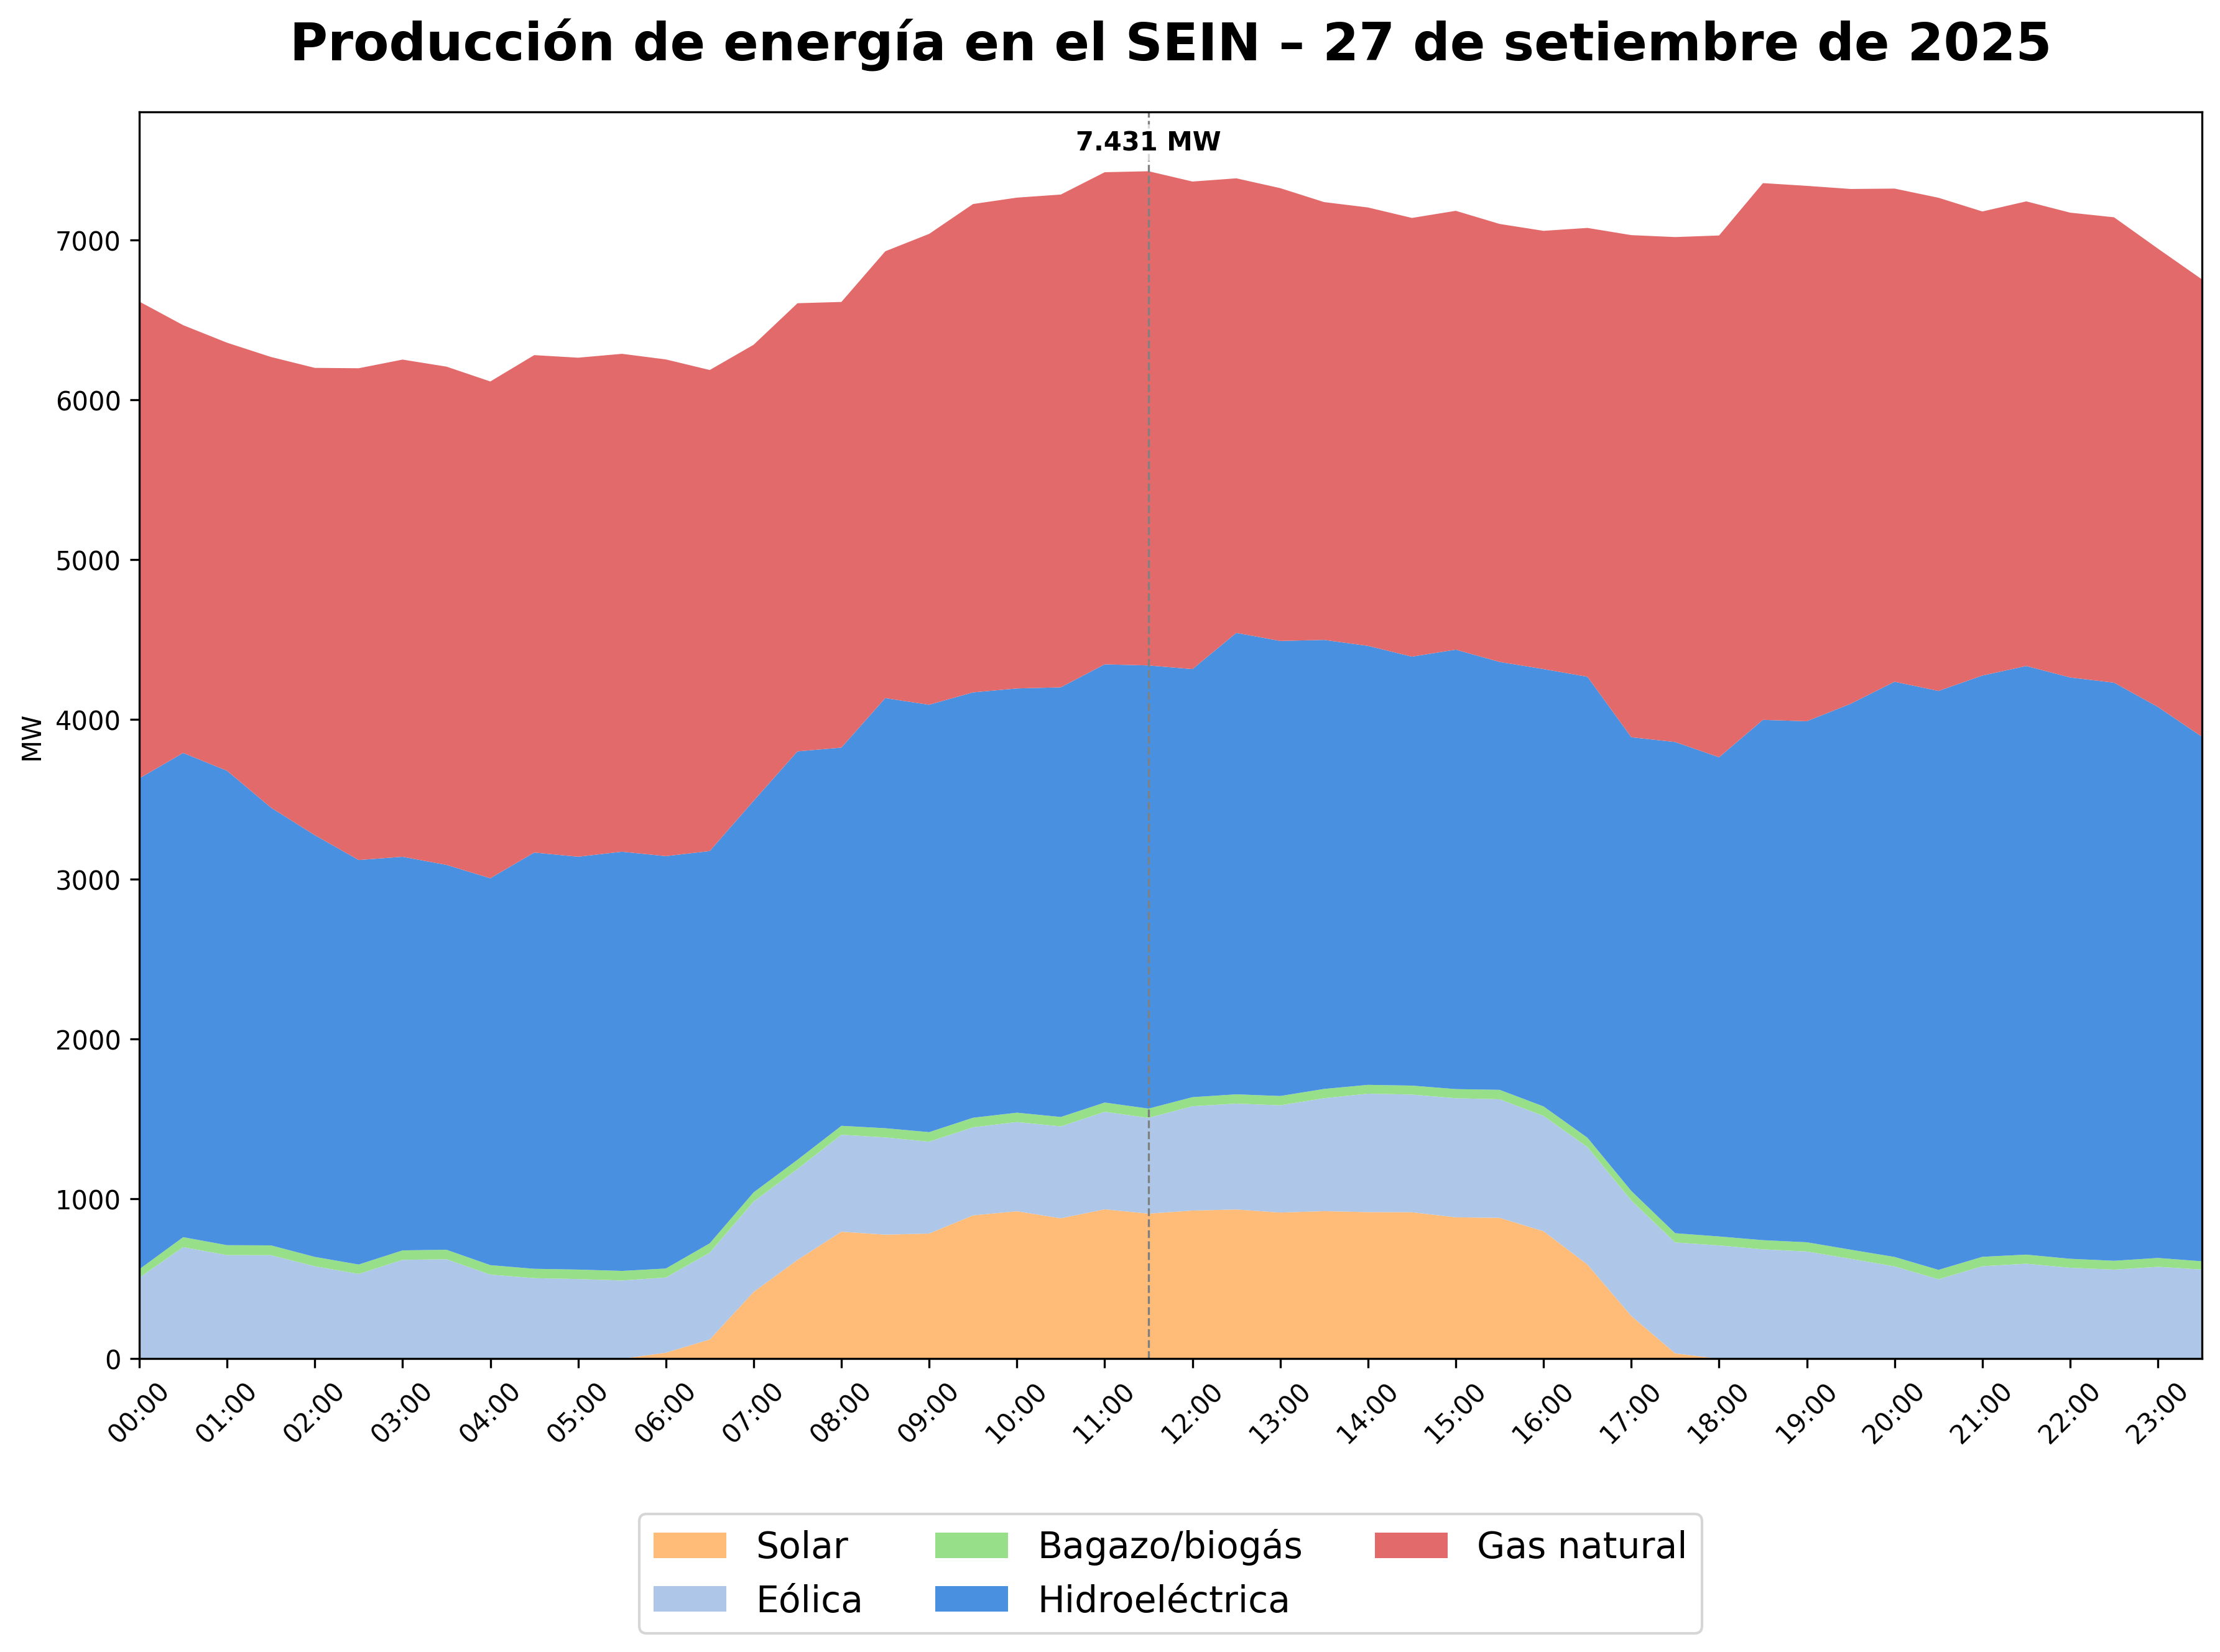 Producción de energía en el SEIN – 27 de setiembre de 2025
7.431 MW
7000
6000
5000
4000
3000
2000
1000
0
MW
00:00 01:00 02:00 03:00 04:00 05:00 06:00 07:00 08:00 09:00 10:00 11:00 12:00 13:00 14:00 15:00 16:00 17:00 18:00 19:00 20:00 21:00 22:00 23:00
Solar Bagazo/biogás Gas natural
Eólica Hidroeléctrica